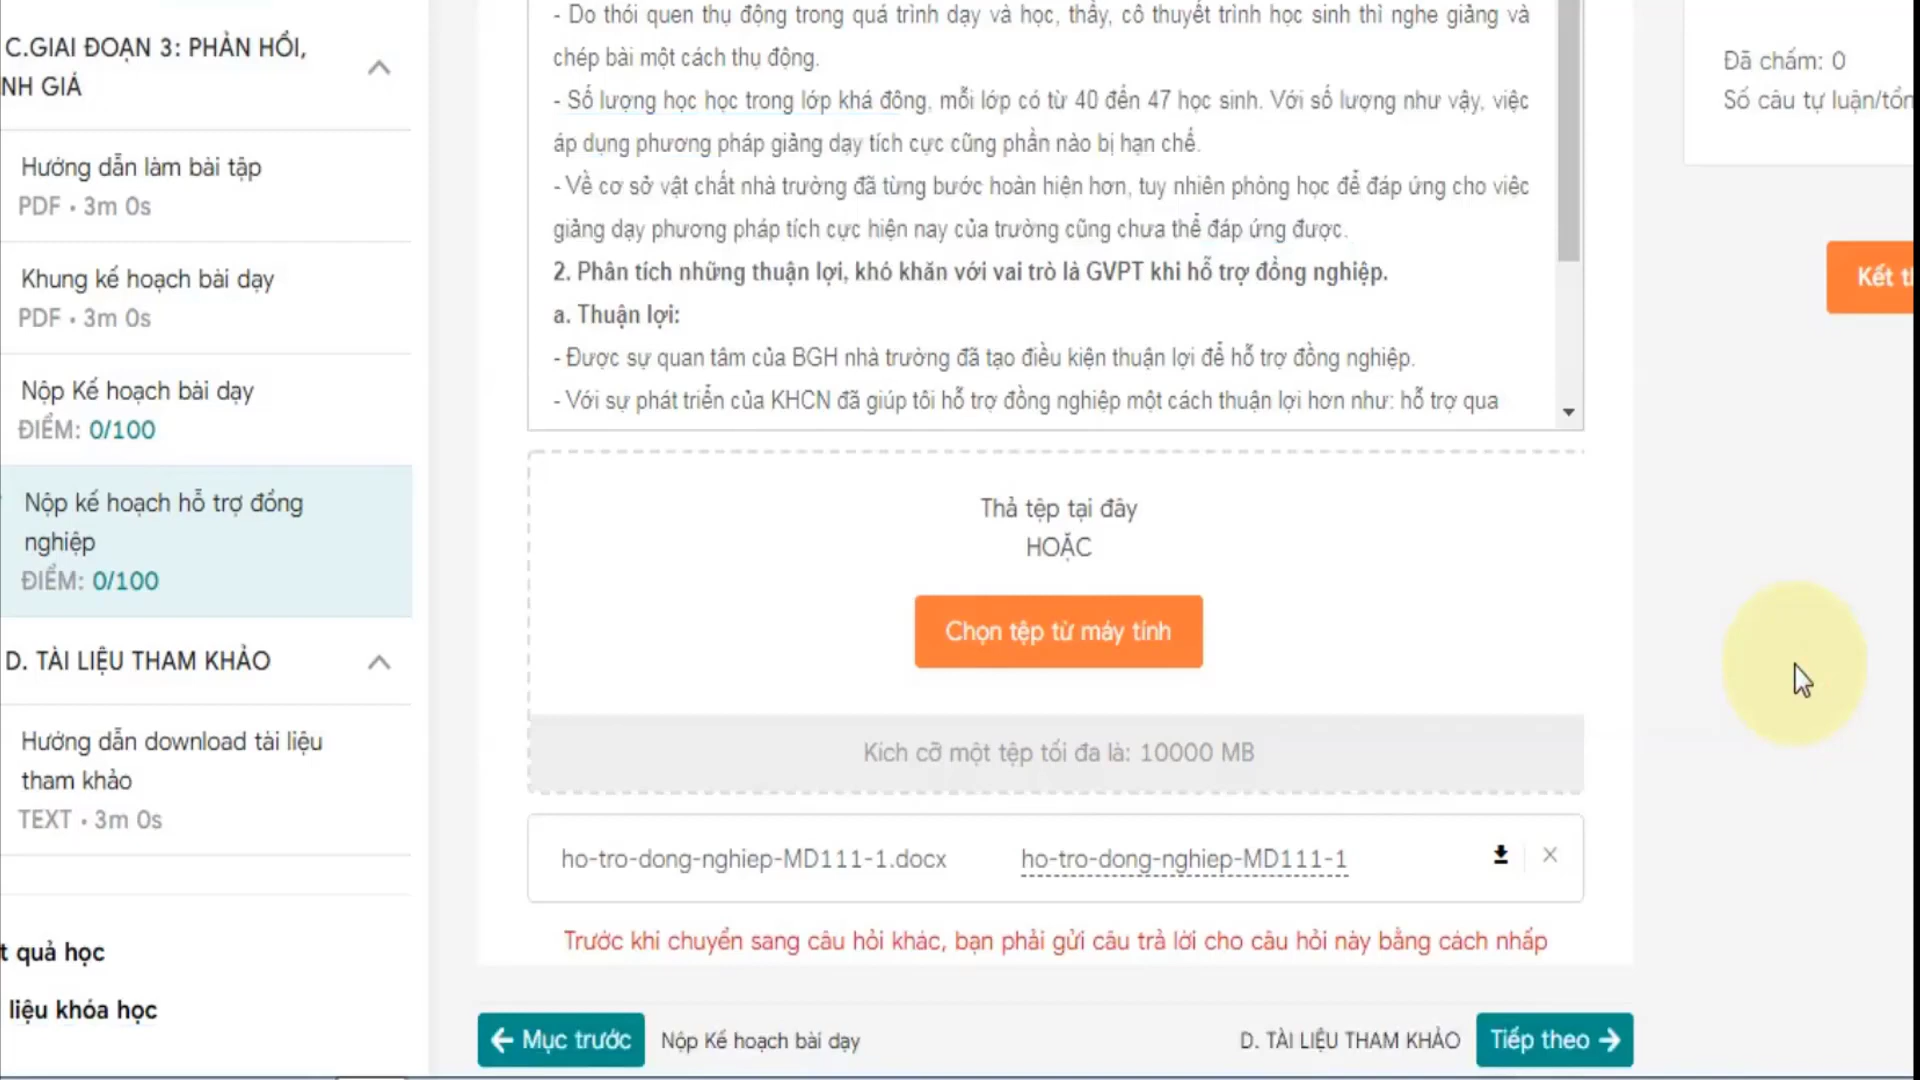 C.GIAI ĐOẠN 3: PHẢN HỒI,
NH GIÁ
Hướng dẫn làm bài tập
PDF • 3m 0s
Khung kế hoạch bài dạy
PDF • 3m 0s
Nộp Kế hoạch bài dạy
ĐIỂM: 0/100
Nộp kế hoạch hỗ trợ đồng
nghiệp
ĐIỂM: 0/100
D. TÀI LIỆU THAM KHẢO
Hướng dẫn download tài liệu
tham khảo
TEXT • 3m 0s
t quả học
liệu khóa học
- Do thói quen thụ động trong quá trình dạy và học, thầy, cô thuyết trình học sinh thì nghe giảng và
chép bài một cách thụ động.
- Số lượng học học trong lớp khá đông, mỗi lớp có từ 40 đến 47 học sinh. Với số lượng như vậy, việc
áp dụng phương pháp giảng dạy tích cực cũng phần nào bị hạn chế.
- Về cơ sở vật chất nhà trường đã từng bước hoàn hiện hơn, tuy nhiên phòng học để đáp ứng cho việc
giảng dạy phương pháp tích cực hiện nay của trường cũng chưa thể đáp ứng được.
2. Phân tích những thuận lợi, khó khăn với vai trò là GVPT khi hỗ trợ đồng nghiệp.
a. Thuận lợi:
- Được sự quan tâm của BGH nhà trường đã tạo điều kiện thuận lợi để hỗ trợ đồng nghiệp.
- Với sự phát triển của KHCN đã giúp tôi hỗ trợ đồng nghiệp một cách thuận lợi hơn như: hỗ trợ qua
Thả tệp tại đây
HOẶC
Chọn tệp từ máy tính
Kích cỡ một tệp tối đa là: 10000 MB
ho-tro-dong-nghiep-MD111-1.docx ho-tro-dong-nghiep-MD111-1
Trước khi chuyển sang câu hỏi khác, bạn phải gửi câu trả lời cho câu hỏi này bằng cách nhấp
Mục trước Nộp Kế hoạch bài dạy D. TÀI LIỆU THAM KHẢO Tiếp theo
Đã chấm: 0
Số câu tự luận/tổn
Kết t